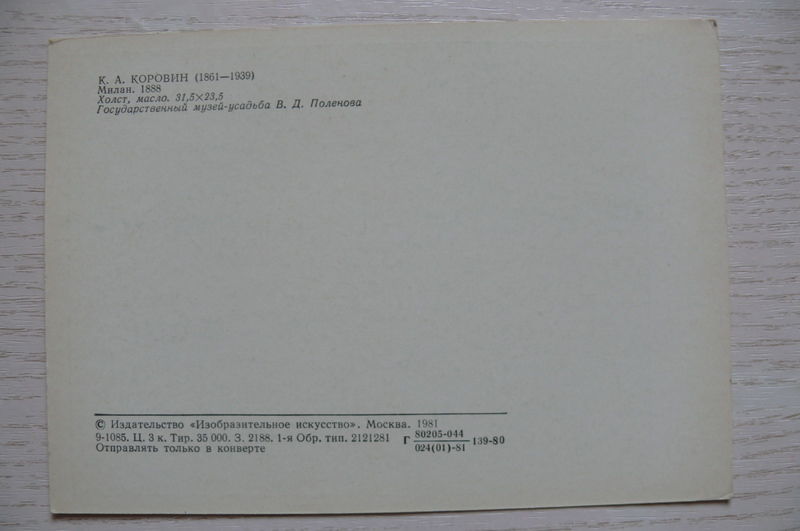 К. А. КОРОВИН (1861—1939)
Милан. 1888
Холст, масло. 31,5×23,5
Государственный музей-усадьба В. Д. Поленова
© Издательство «Изобразительное искусство». Москва. 1981
9-1085. Ц. 3 к. Тир. 35 000. З. 2188. 1-я Обр. тип. 2121281 Г 80205-044 139-80
024(01)-81
Отправлять только в конверте